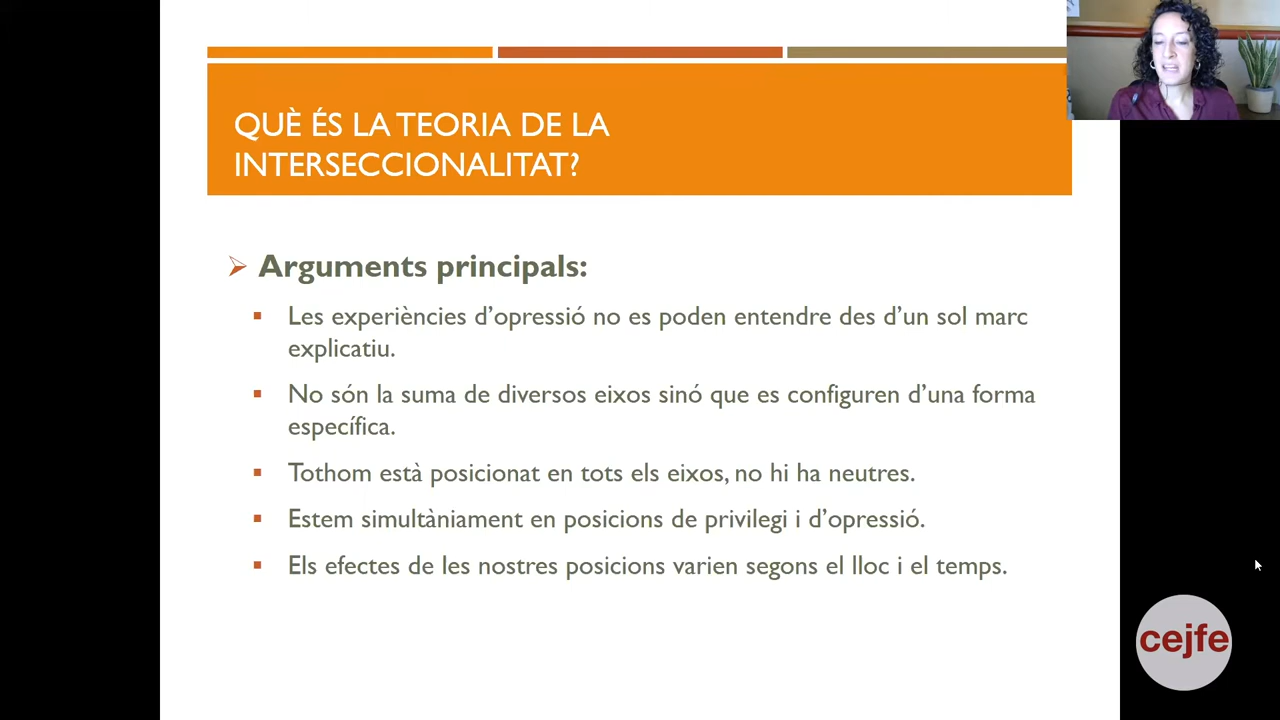 QUÈ ÉS LA TEORIA DE LA
INTERSECCIONALITAT?
Arguments principals:
Les experiències d’opressió no es poden entendre des d’un sol marc
explicatiu.
No són la suma de diversos eixos sinó que es configuren d’una forma
específica.
Tothom està posicionat en tots els eixos, no hi ha neutres.
Estem simultàniament en posicions de privilegi i d’opressió.
Els efectes de les nostres posicions varien segons el lloc i el temps.
cejfe